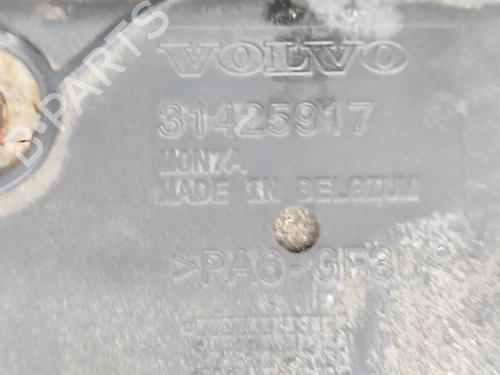 B-PARTS
VOLVO
31425917
MONZA
MADE IN BELGIUM
>PA6-GF30